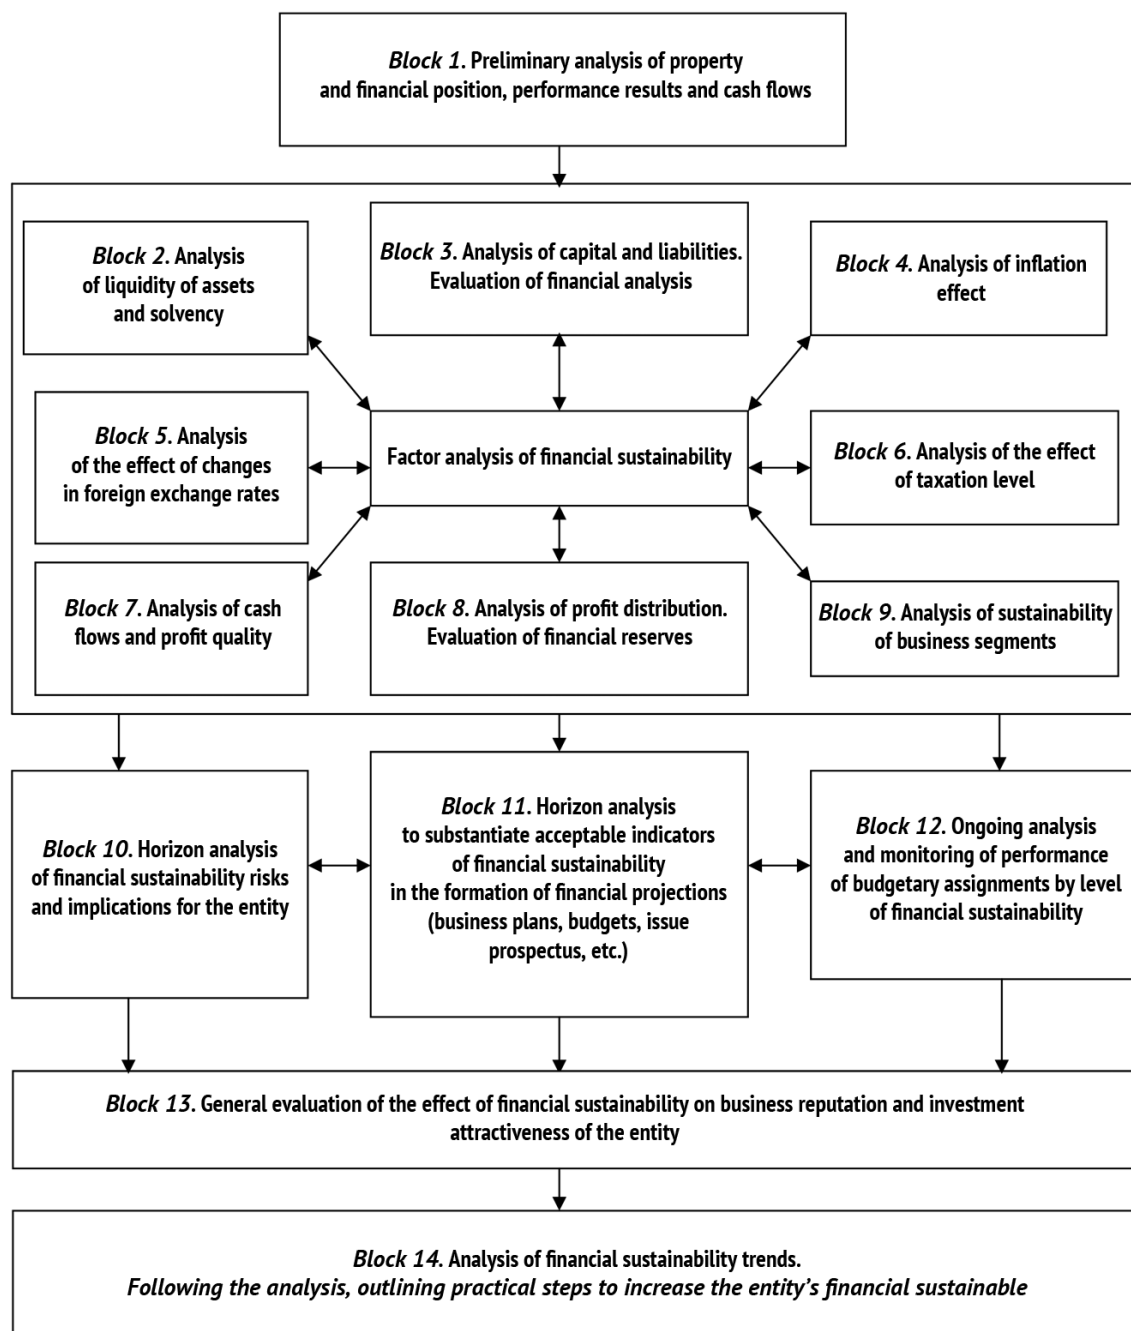 Block 1. Preliminary analysis of property
and financial position, performance results and cash flows
Block 2. Analysis
of liquidity of assets
and solvency
Block 3. Analysis of capital and liabilities.
Evaluation of financial analysis
Block 4. Analysis of inflation
effect
Block 5. Analysis
of the effect of changes
in foreign exchange rates
Factor analysis of financial sustainability
Block 6. Analysis of the effect
of taxation level
Block 7. Analysis of cash
flows and profit quality
Block 8. Analysis of profit distribution.
Evaluation of financial reserves
Block 9. Analysis of sustainability
of business segments
Block 10. Horizon analysis
of financial sustainability risks
and implications for the entity
Block 11. Horizon analysis
to substantiate acceptable indicators
of financial sustainability
in the formation of financial projections
(business plans, budgets, issue
prospectus, etc.)
Block 12. Ongoing analysis
and monitoring of performance
of budgetary assignments by level
of financial sustainability
Block 13. General evaluation of the effect of financial sustainability on business reputation and investment
attractiveness of the entity
Block 14. Analysis of financial sustainability trends.
Following the analysis, outlining practical steps to increase the entity's financial sustainable